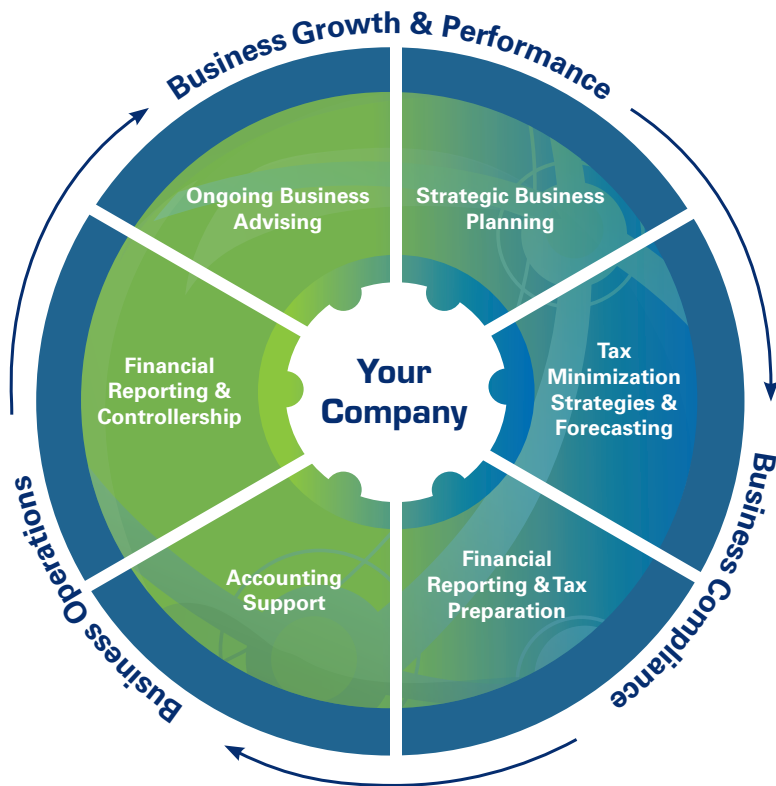 Business Growth & Performance
Ongoing Business
Advising
Strategic Business
Planning
Financial
Reporting &
Controllership
Your
Company
Tax
Minimization
Strategies &
Forecasting
Accounting
Support
Financial
Reporting & Tax
Preparation
Business Operations
Business Compliance